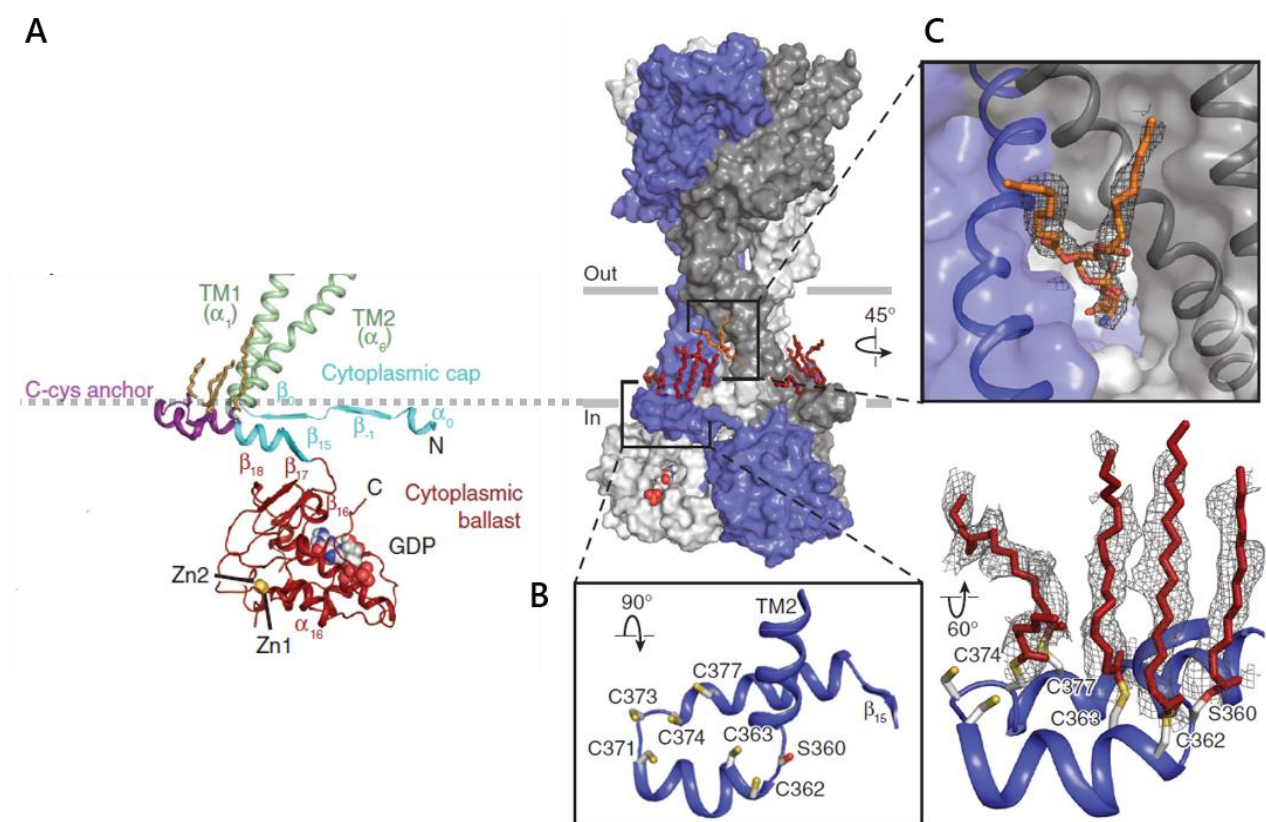 A
TM1
(α1)
TM2
(α6)
C-cys anchor
Cytoplasmic cap
β0
β15
β-1
α0
N
β18
β17
β16
C
Cytoplasmic
ballast
GDP
Zn2
Zn1
α16
Out
In
45°
C
B
90°
TM2
C377
C373
C374
C363
C371
S360
C362
β15
60°
C374
C377
C363
S360
C362